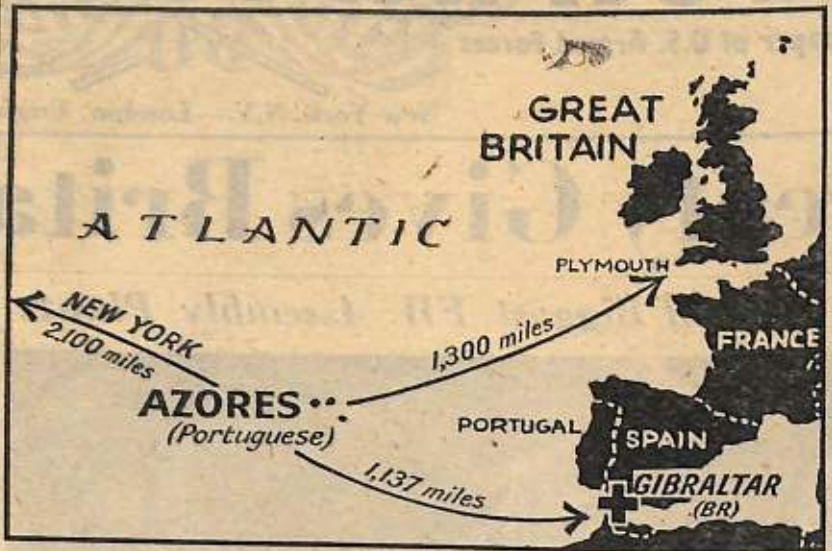 GREAT
BRITAIN
ATLANTIC
PLYMOUTH
NEW YORK
2,100 miles
1,300 miles
FRANCE
AZORES
(Portuguese)
PORTUGAL
SPAIN
1,137 miles
GIBRALTAR
(BR)